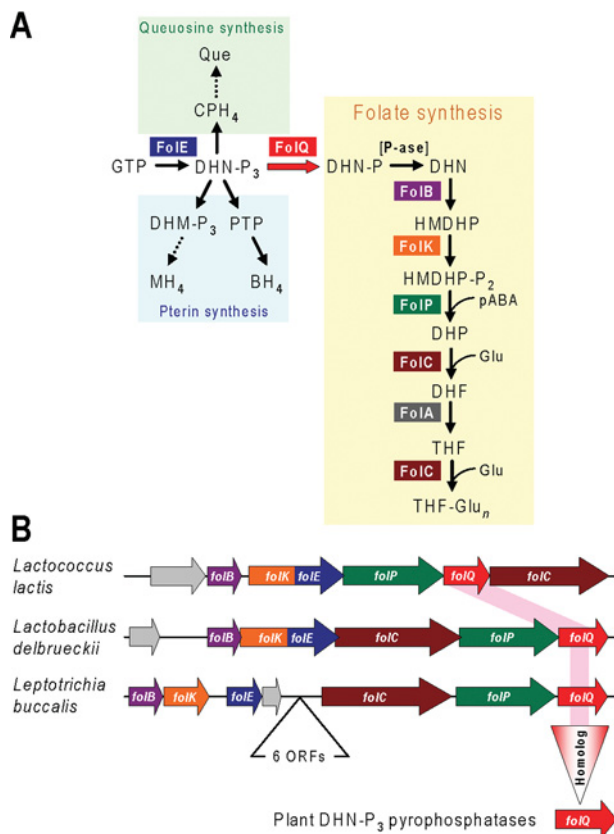 A
Queuosine synthesis
Que
CPH4
FolE
FolQ
GTP
DHN-P3
DHM-P3
PTP
MH4
BH4
Pterin synthesis
Folate synthesis
DHN-P
[P-ase]
DHN
FolB
HMDHP
FolK
HMDHP-P2
FolP
pABA
DHP
FolC
Glu
DHF
FolA
THF
FolC
Glu
THF-Glun
B
Lactococcus
lactis
folB
folK
folE
folP
folQ
folC
Lactobacillus
delbrueckii
folB
folK
folE
folC
folP
folQ
Leptotrichia
buccalis
folB
folK
folE
folC
folP
folQ
6 ORFs
Homolog
Plant DHN-P3 pyrophosphatases
folQ